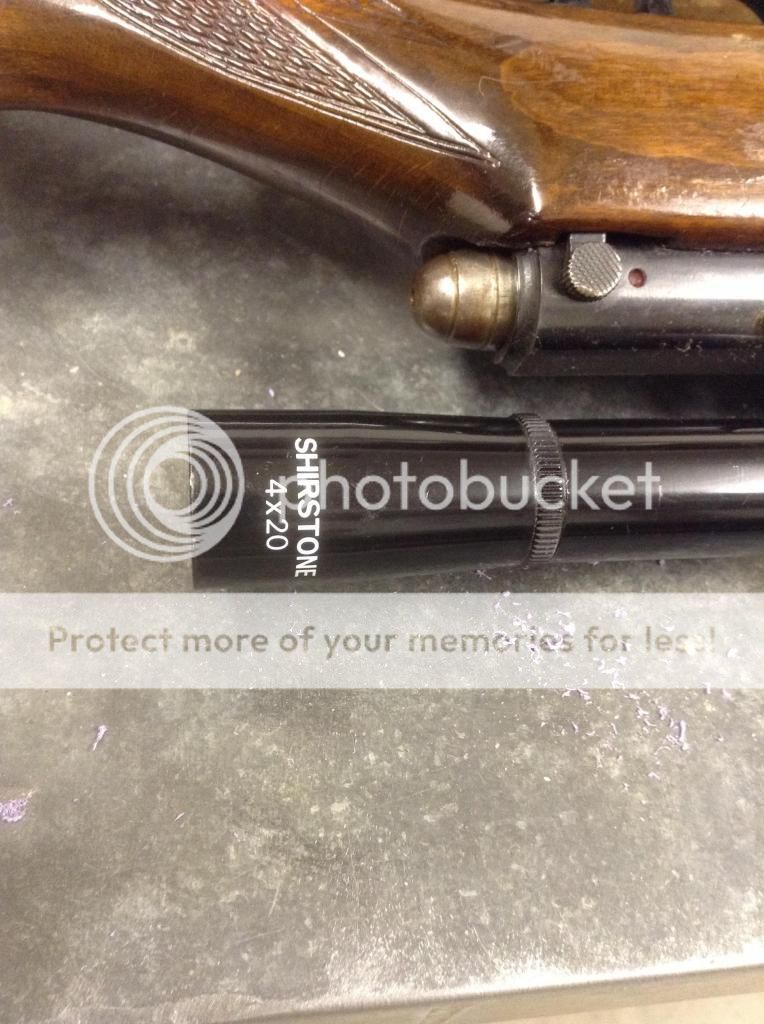 SHIRSTONE
4x20
photobucket
Protect more of your memories for less!